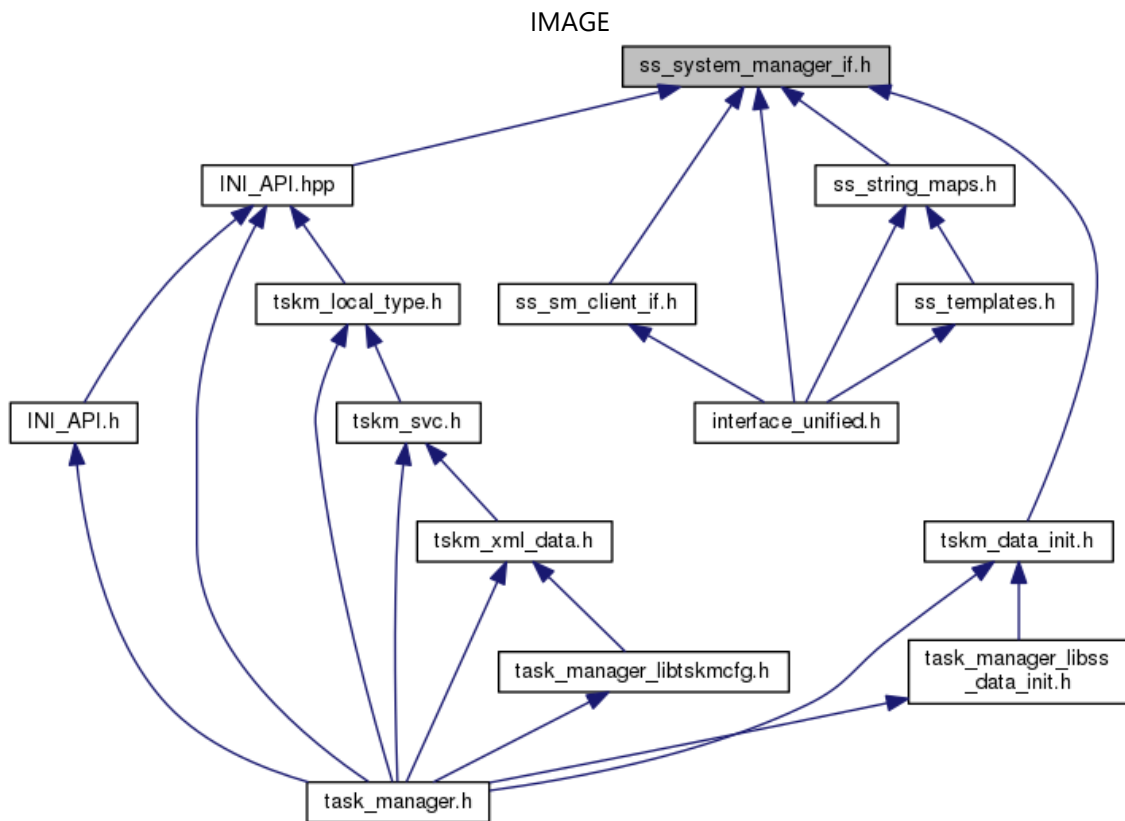 IMAGE
ss_system_manager_if.h
INI_API.hpp
ss_string_maps.h
tskm_local_type.h
ss_sm_client_if.h
ss_templates.h
INI_API.h
tskm_svc.h
interface_unified.h
tskm_xml_data.h
tskm_data_init.h
task_manager_libtskmcfg.h
task_manager_libss
_data_init.h
task_manager.h